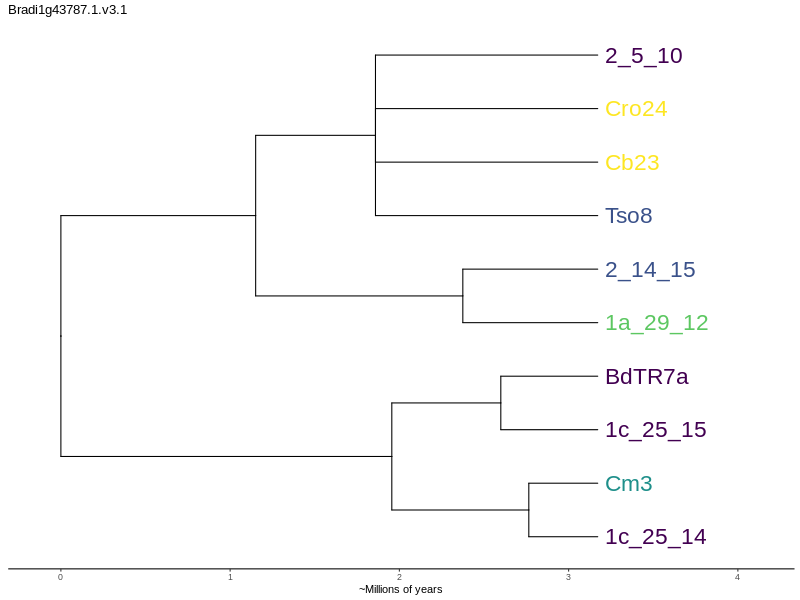 Bradi1g43787.1.v3.1
2_5_10
Cro24
Cb23
Tso8
2_14_15
1a_29_12
BdTR7a
1c_25_15
Cm3
1c_25_14
0 1 2 3 4
~Millions of years